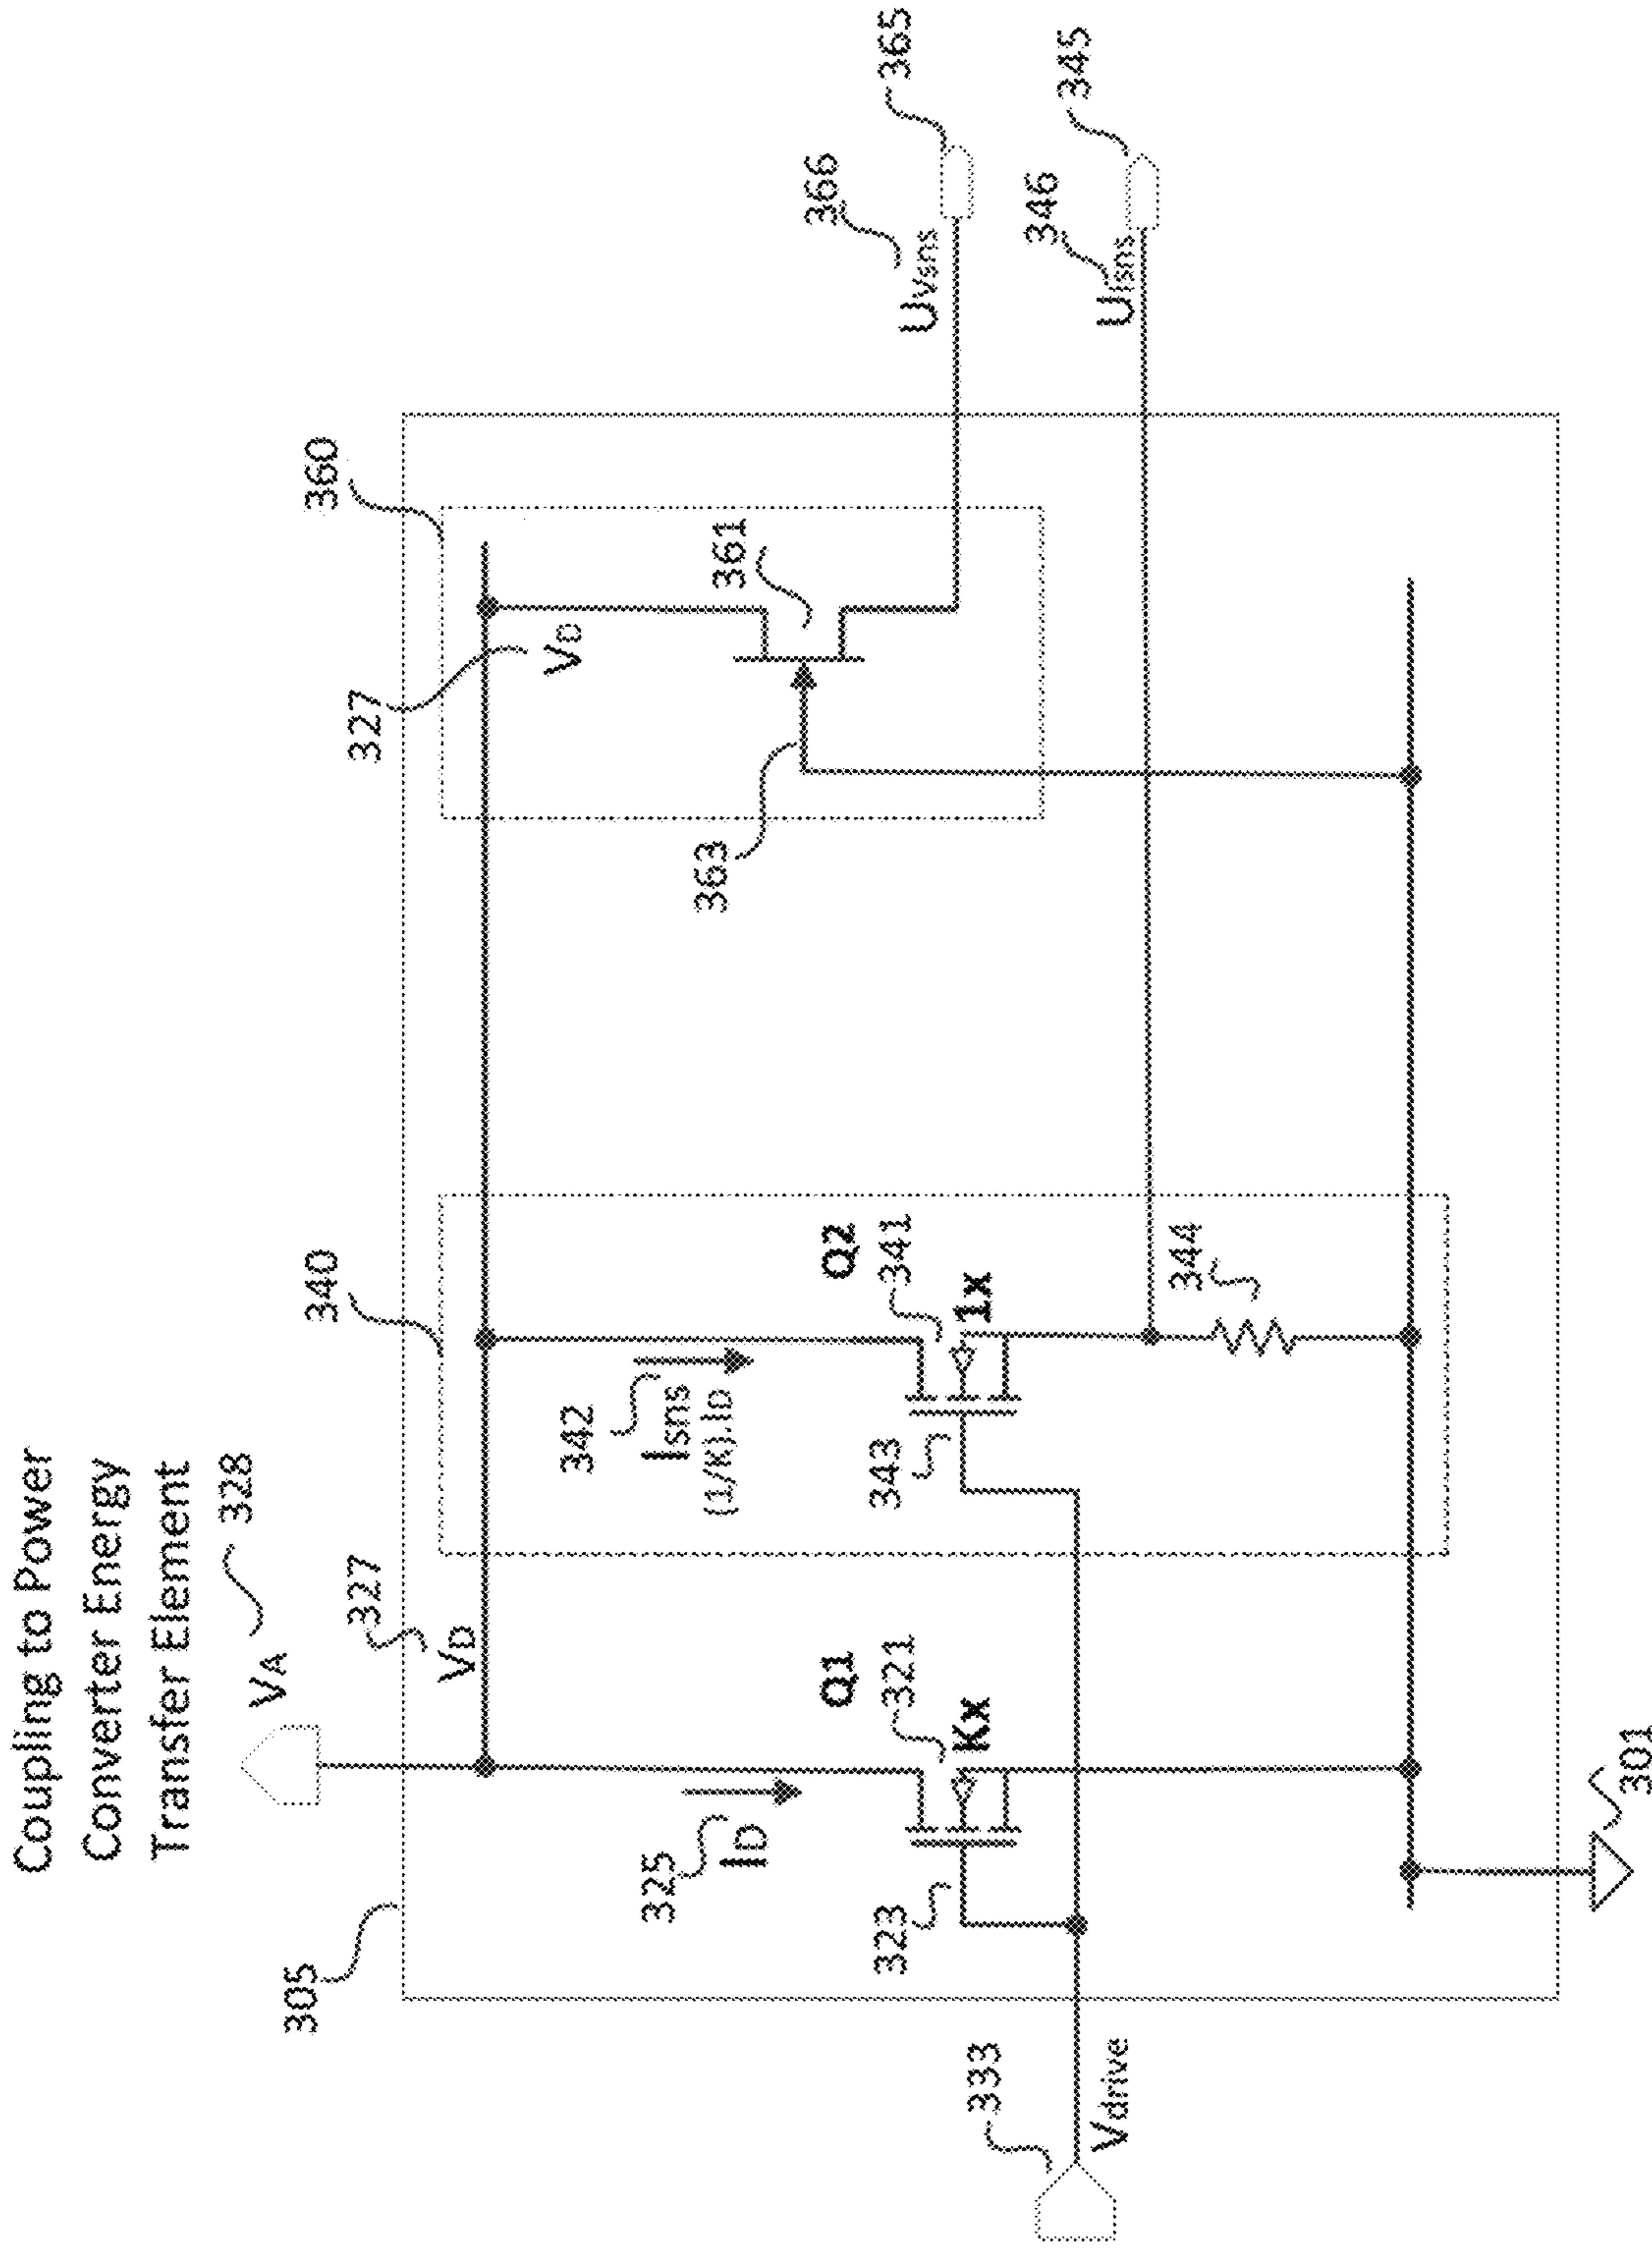 Coupling to Power
Converter Energy
Transfer Element
VA 328
305
327
VD
340
360
327
VD
325
ID
342
Isns
(1/K).ID
Q1
321
Kx
323
Q2
341
1x
343
344
361
363
366
UVsns
365
346
UIsns
345
333
Vdrive
301